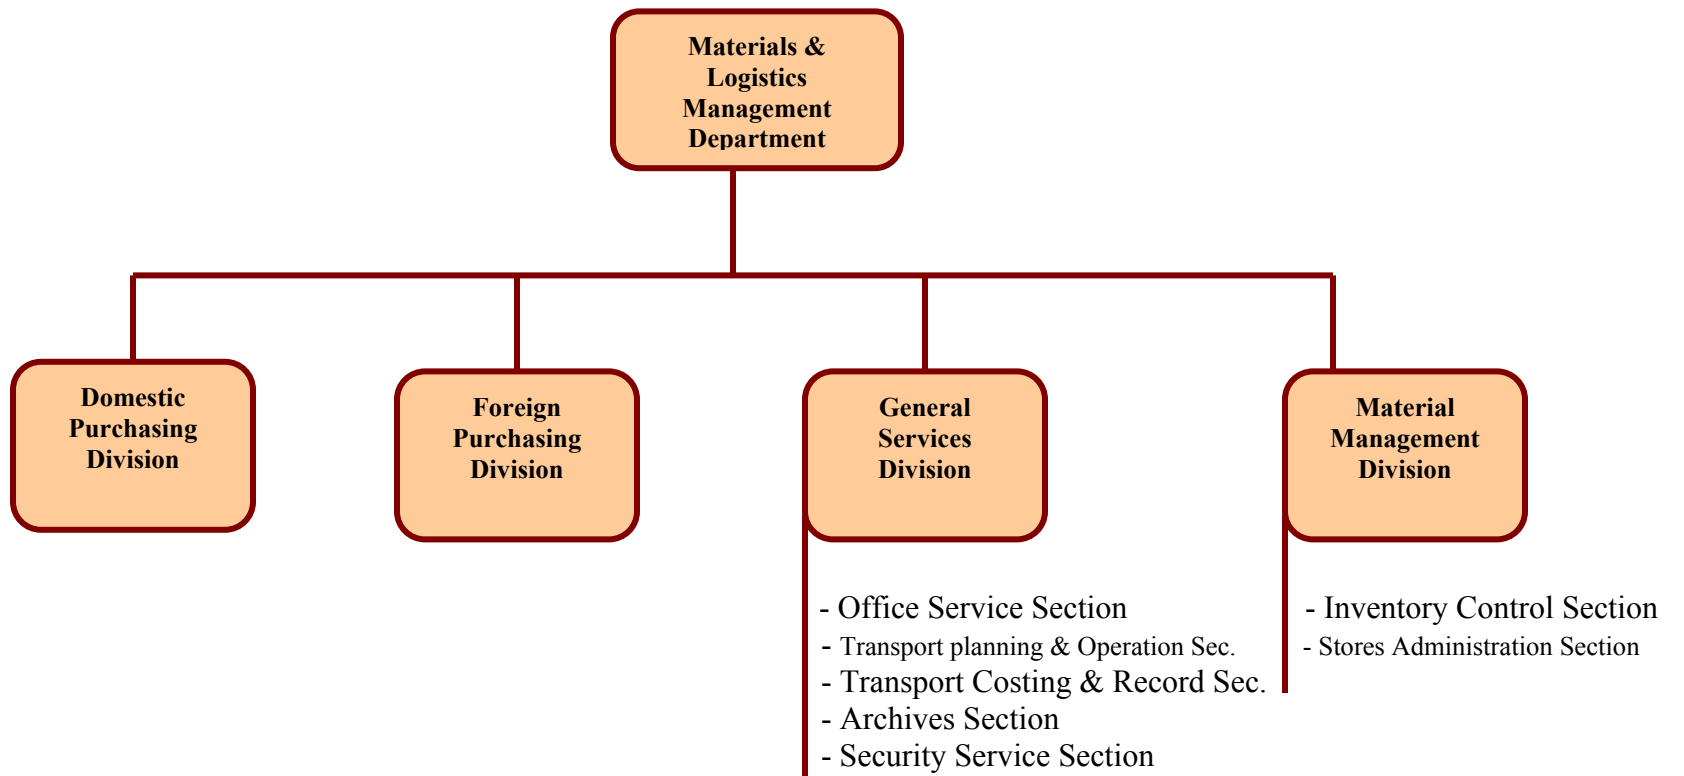 Materials &
Logistics
Management
Department
Domestic
Purchasing
Division
Foreign
Purchasing
Division
General
Services
Division
Material
Management
Division
- Office Service Section
- Transport planning & Operation Sec.
- Transport Costing & Record Sec.
- Archives Section
- Security Service Section
- Inventory Control Section
- Stores Administration Section